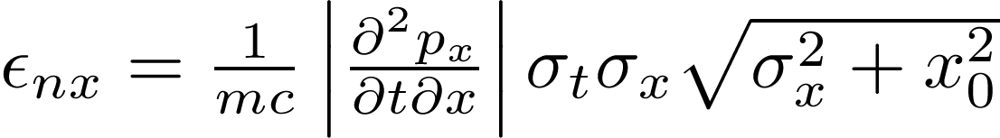 $\epsilon_{nx} = \frac{1}{mc} \left| \frac{\partial^2 p_x}{\partial t \partial x} \right| \sigma_t \sigma_x \sqrt{\sigma_x^2 + x_0^2}$